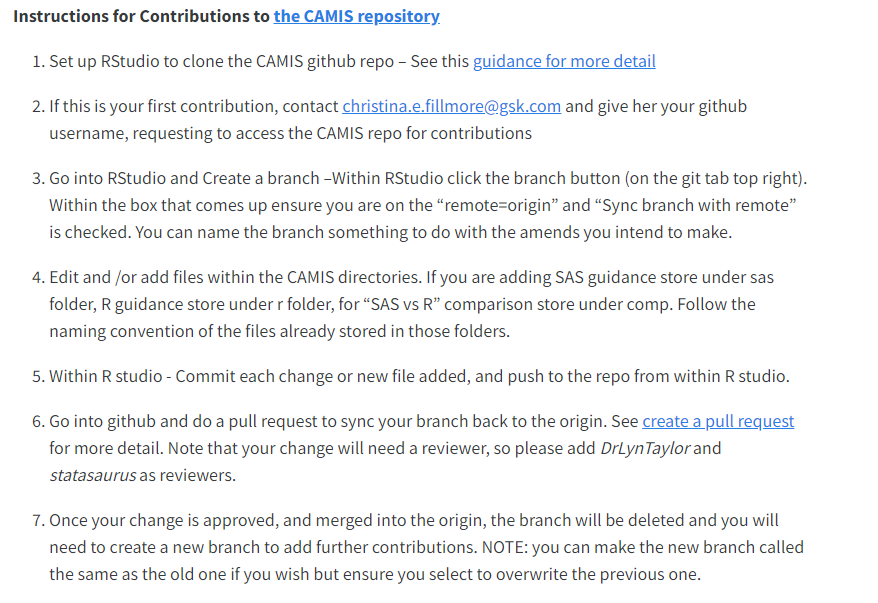 Instructions for Contributions to the CAMIS repository
1. Set up RStudio to clone the CAMIS github repo – See this guidance for more detail
2. If this is your first contribution, contact christina.e.fillmore@gsk.com and give her your github
username, requesting to access the CAMIS repo for contributions
3. Go into RStudio and Create a branch –Within RStudio click the branch button (on the git tab top right).
Within the box that comes up ensure you are on the “remote=origin” and “Sync branch with remote”
is checked. You can name the branch something to do with the amends you intend to make.
4. Edit and /or add files within the CAMIS directories. If you are adding SAS guidance store under sas
folder, R guidance store under r folder, for “SAS vs R” comparison store under comp. Follow the
naming convention of the files already stored in those folders.
5. Within R studio - Commit each change or new file added, and push to the repo from within R studio.
6. Go into github and do a pull request to sync your branch back to the origin. See create a pull request
for more detail. Note that your change will need a reviewer, so please add DrLynTaylor and
statasaurus as reviewers.
7. Once your change is approved, and merged into the origin, the branch will be deleted and you will
need to create a new branch to add further contributions. NOTE: you can make the new branch called
the same as the old one if you wish but ensure you select to overwrite the previous one.